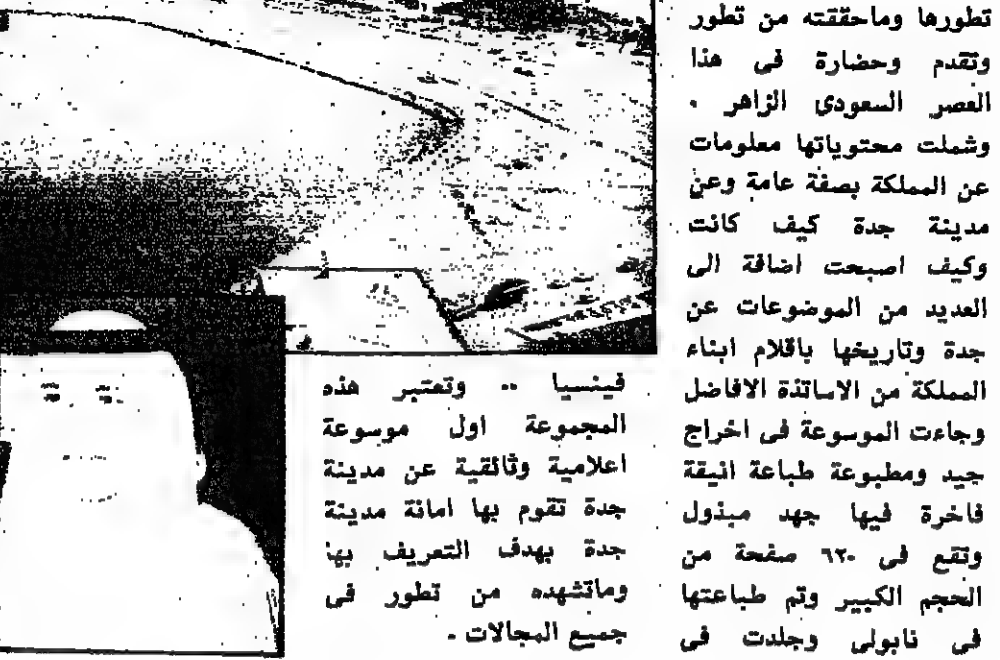 تطورها وماحققته من تطور
وتقدم وحضارة فى هذا
العصر السعودى الزاهر .
وشملت محتوياتها معلومات
عن المملكة بصفة عامة وعن
مدينة جدة كيف كانت
وكيف اصبحت اضافة الى
العديد من الموضوعات عن
جدة وتاريخها باقلام ابناء
المملكة من الاساتذة الافاضل
وجاءت الموسوعة فى اخراج
جيد ومطبوعة طباعة انيقة
فاخرة فيها جهد مبذول
وتقع فى ٦٢٠ صفحة من
الحجم الكبير وتم طباعتها
فى نابولى وجلدت فى
فينسيا .. وتعتبر هذه
المجموعة اول موسوعة
اعلامية وثائقية عن مدينة
جدة تقوم بها امانة مدينة
جدة بهدف التعريف بها
وماتشهده من تطور فى
جميع المجالات .